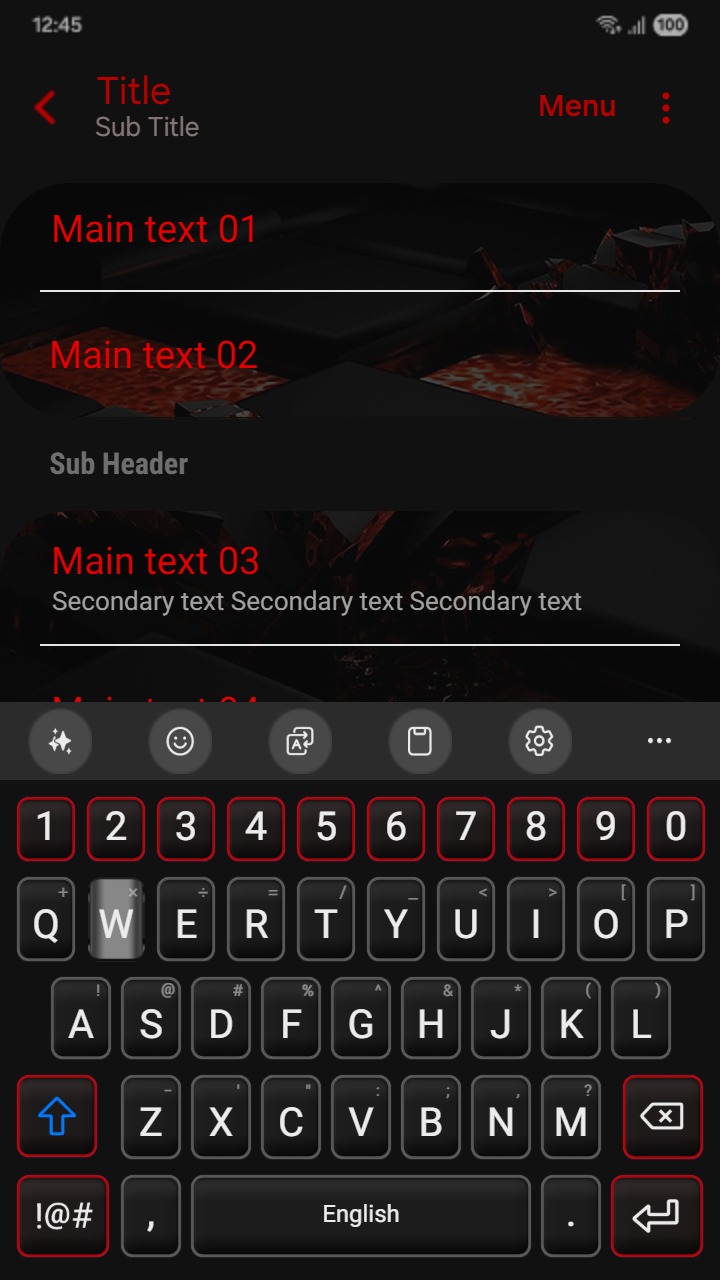 12:45
100
Title
Sub Title
Menu
Main text 01
Main text 02
Sub Header
Main text 03
Secondary text Secondary text Secondary text
1 2 3 4 5 6 7 8 9 0
+ × ÷ = / _ < > [ ]
Q W E R T Y U I O P
! @ # % ^ & * ( )
A S D F G H J K L
- ' " : ; , ?
Z X C V B N M
!@# , English .